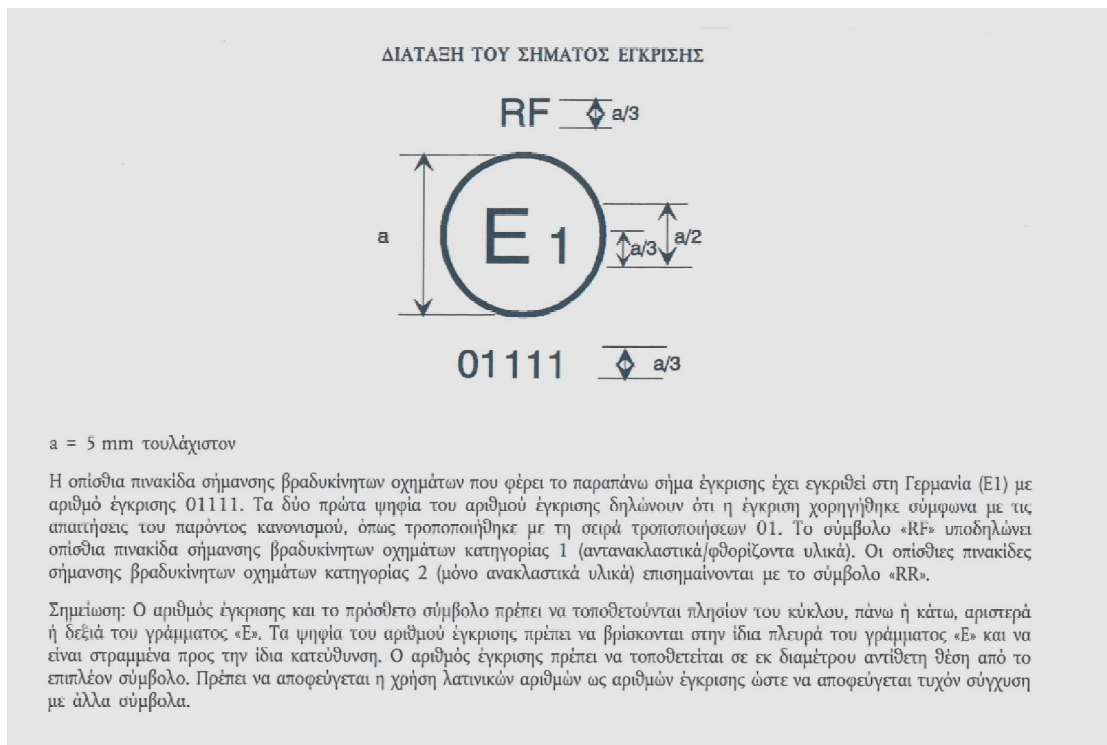 ΔΙΑΤΑΞΗ ΤΟΥ ΣΗΜΑΤΟΣ ΕΓΚΡΙΣΗΣ
RF a/3
a E 1 a/3 a/2
01111 a/3
a = 5 mm τουλάχιστον
Η οπίσθια πινακίδα σήμανσης βραδυκίνητων οχημάτων που φέρει το παραπάνω σήμα έγκρισης έχει εγκριθεί στη Γερμανία (E1) με
αριθμό έγκρισης 01111. Τα δύο πρώτα ψηφία του αριθμού έγκρισης δηλώνουν ότι η έγκριση χορηγήθηκε σύμφωνα με τις
απαιτήσεις του παρόντος κανονισμού, όπως τροποποιήθηκε με τη σειρά τροποποιήσεων 01. Το σύμβολο «RF» υποδηλώνει
οπίσθια πινακίδα σήμανσης βραδυκίνητων οχημάτων κατηγορίας 1 (αντανακλαστικά/φθορίζοντα υλικά). Οι οπίσθιες πινακίδες
σήμανσης βραδυκίνητων οχημάτων κατηγορίας 2 (μόνο ανακλαστικά υλικά) επισημαίνονται με το σύμβολο «RR».
Σημείωση: Ο αριθμός έγκρισης και το πρόσθετο σύμβολο πρέπει να τοποθετούνται πλησίον του κύκλου, πάνω ή κάτω, αριστερά
ή δεξιά του γράμματος «E». Τα ψηφία του αριθμού έγκρισης πρέπει να βρίσκονται στην ίδια πλευρά του γράμματος «E» και να
είναι στραμμένα προς την ίδια κατεύθυνση. Ο αριθμός έγκρισης πρέπει να τοποθετείται σε εκ διαμέτρου αντίθετη θέση από το
επιπλέον σύμβολο. Πρέπει να αποφεύγεται η χρήση λατινικών αριθμών ως αριθμών έγκρισης ώστε να αποφεύγεται τυχόν σύγχυση
με άλλα σύμβολα.